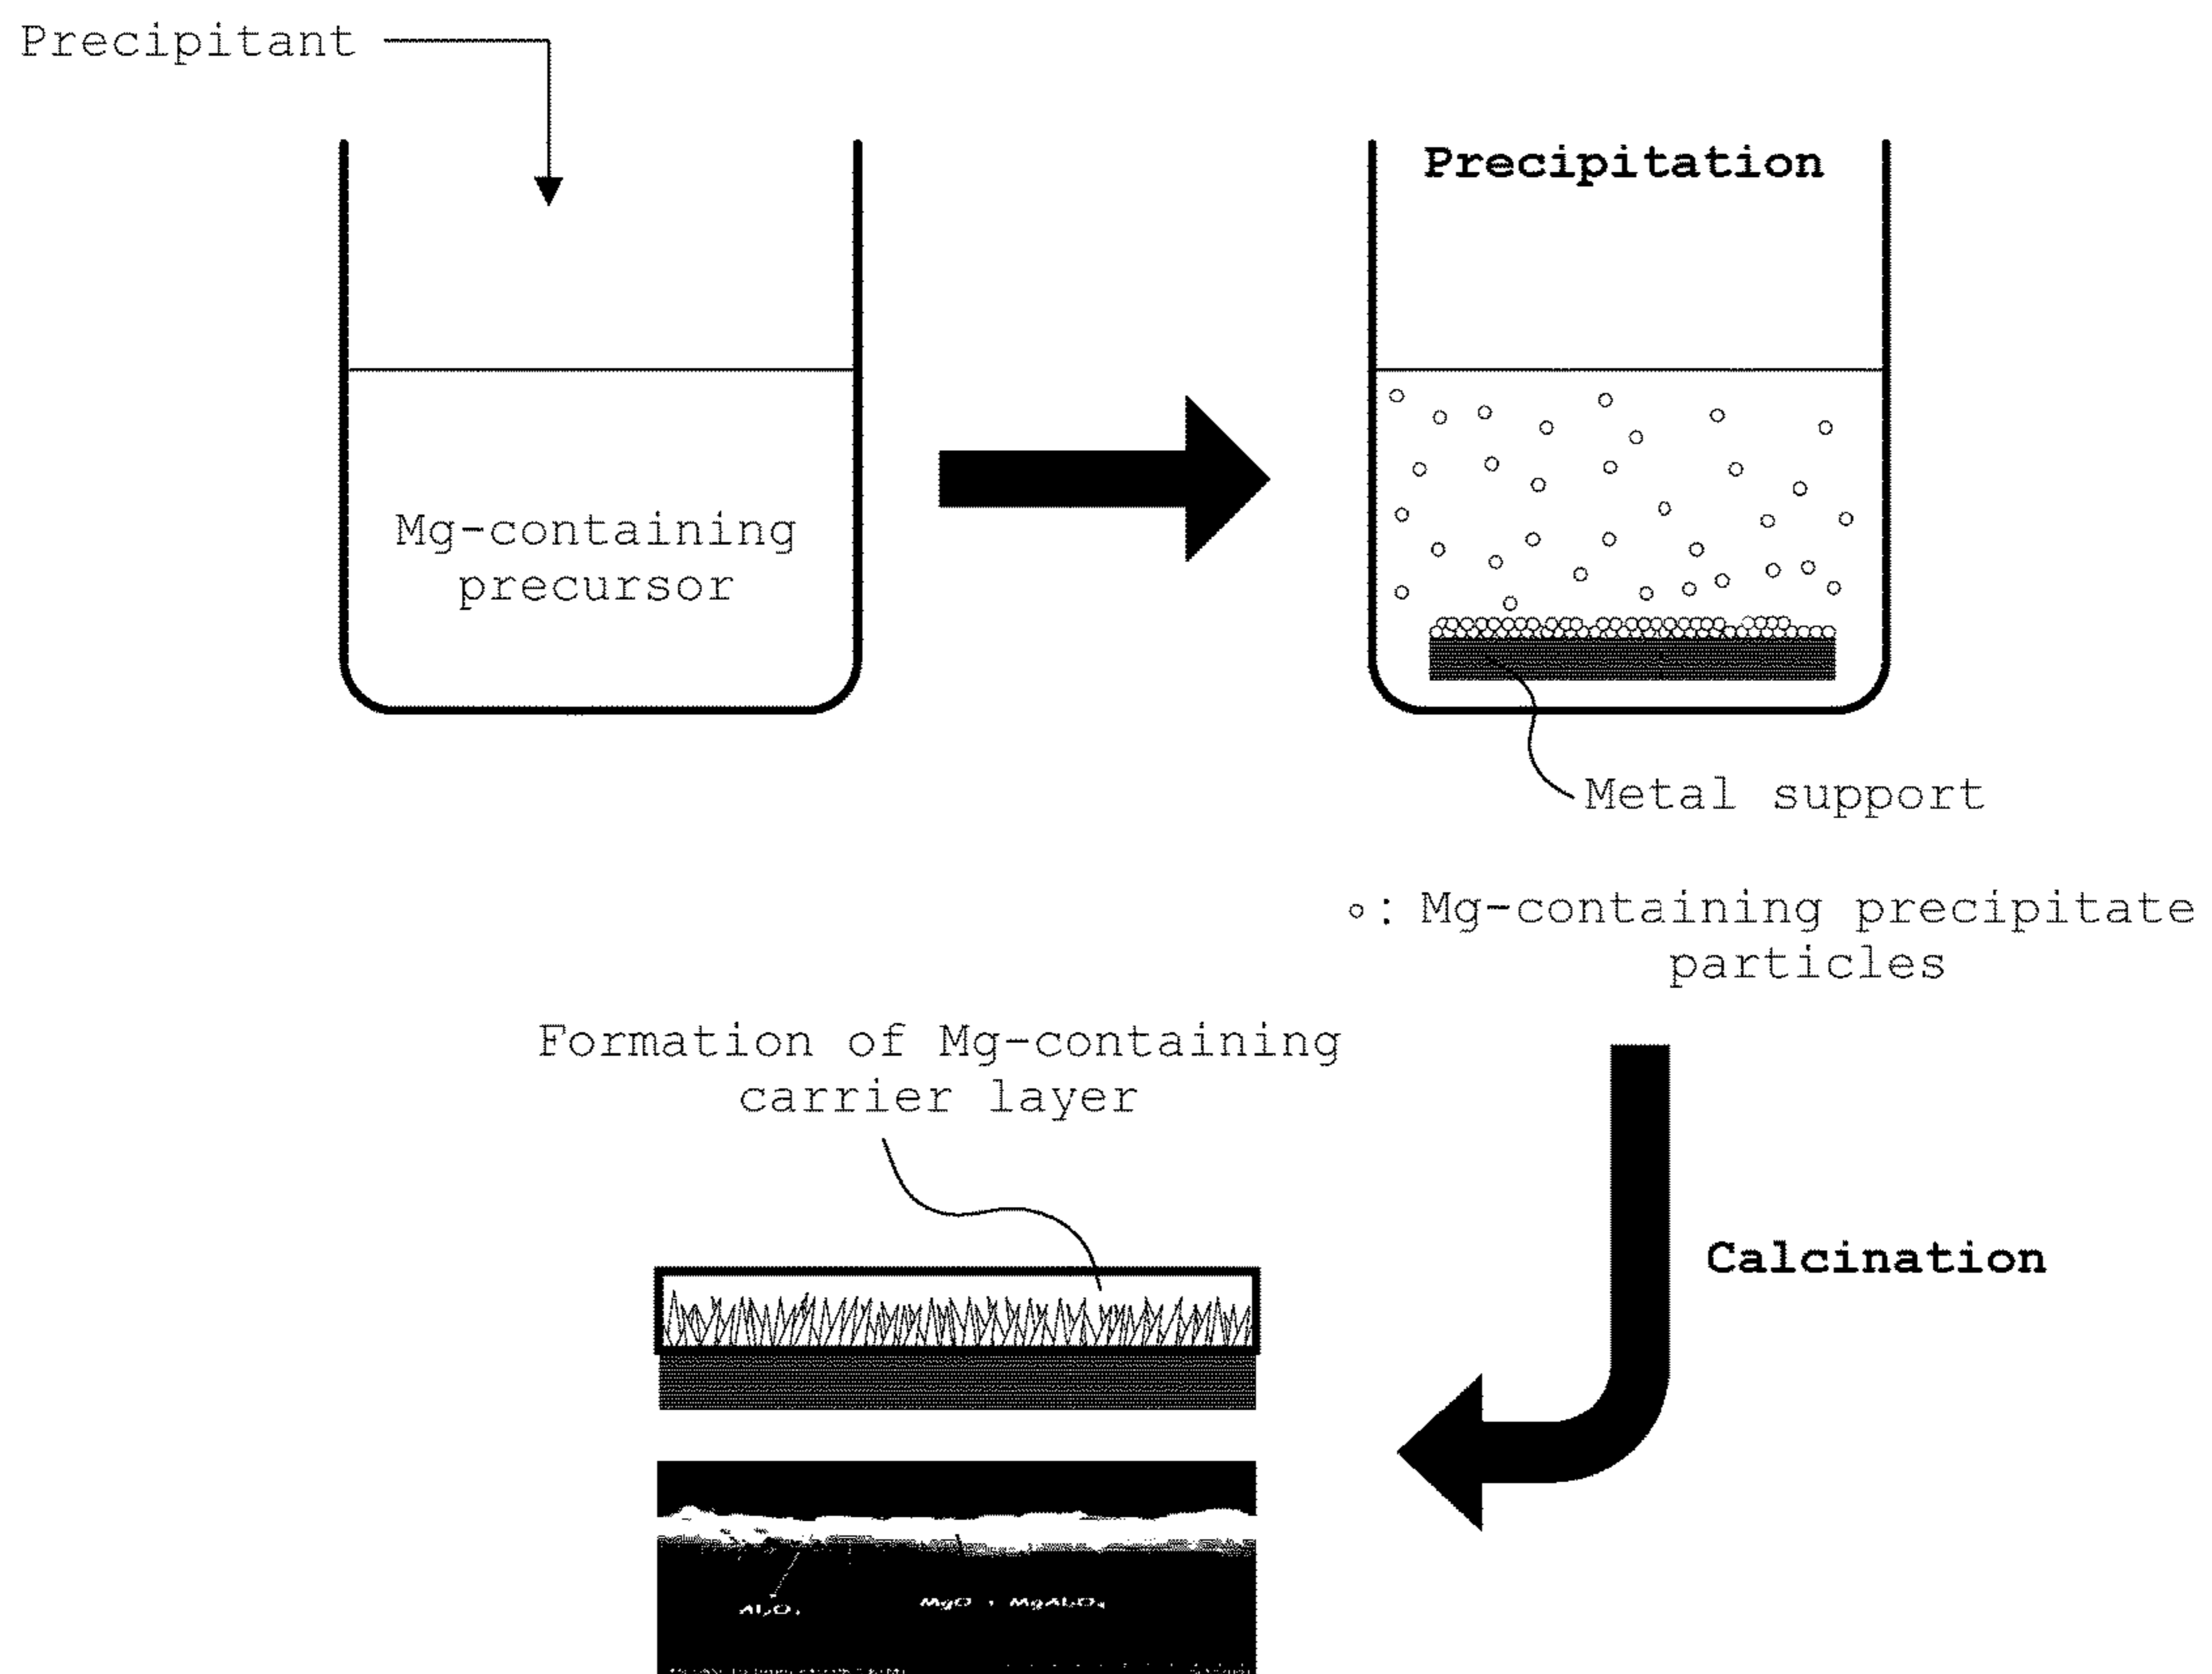 Precipitant
Precipitation
Mg-containing
precursor
Metal support
o: Mg-containing precipitate
particles
Formation of Mg-containing
carrier layer
Calcination
Al₂O₃
MgO + MgAl₂O₄